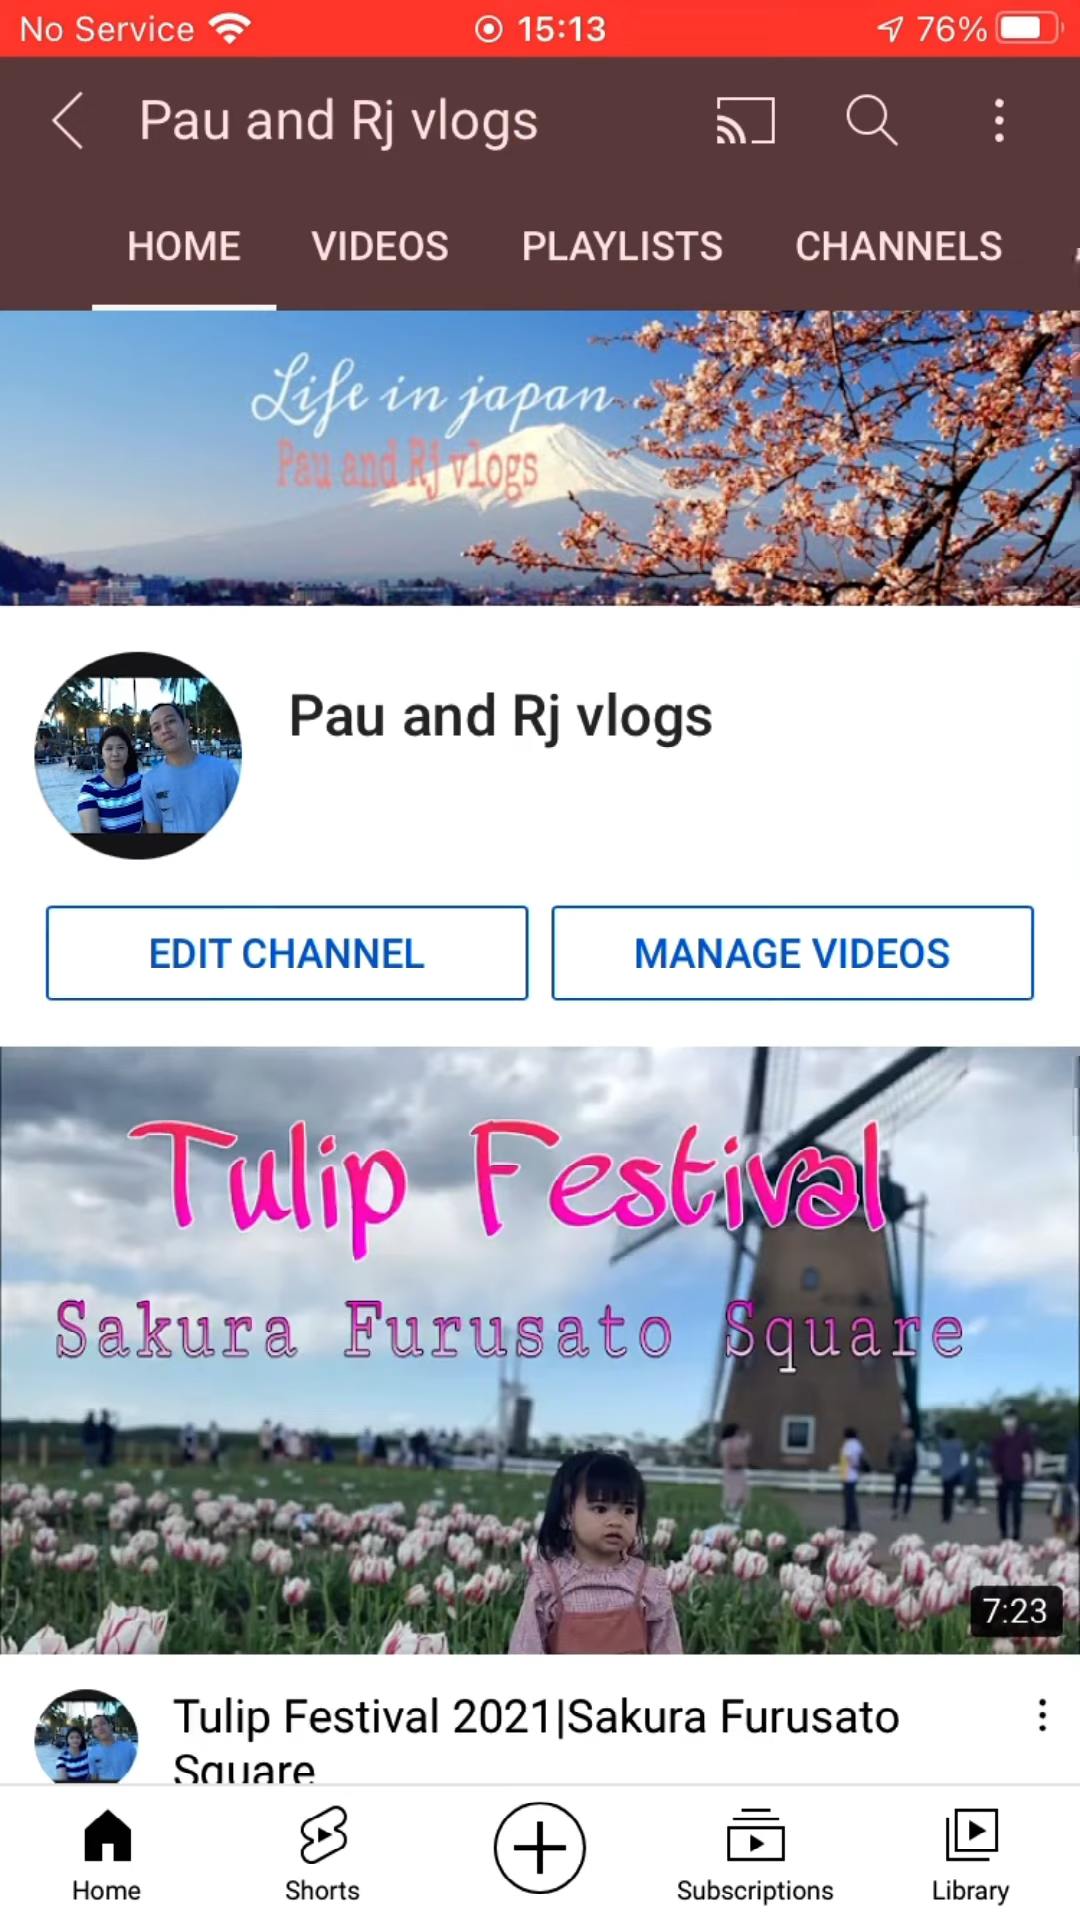 No Service 15:13 76%
Pau and Rj vlogs
HOME VIDEOS PLAYLISTS CHANNELS
Life in japan
Pau and Rj vlogs
Pau and Rj vlogs
EDIT CHANNEL MANAGE VIDEOS
Tulip Festival
Sakura Furusato Square
7:23
Tulip Festival 2021|Sakura Furusato
Square
Home Shorts Subscriptions Library